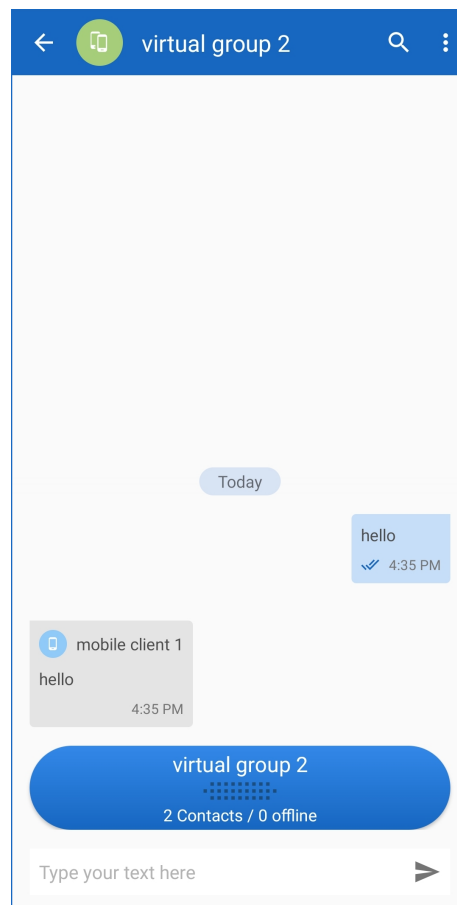 virtual group 2
Today
hello
4:35 PM
mobile client 1
hello
4:35 PM
virtual group 2
2 Contacts / 0 offline
Type your text here